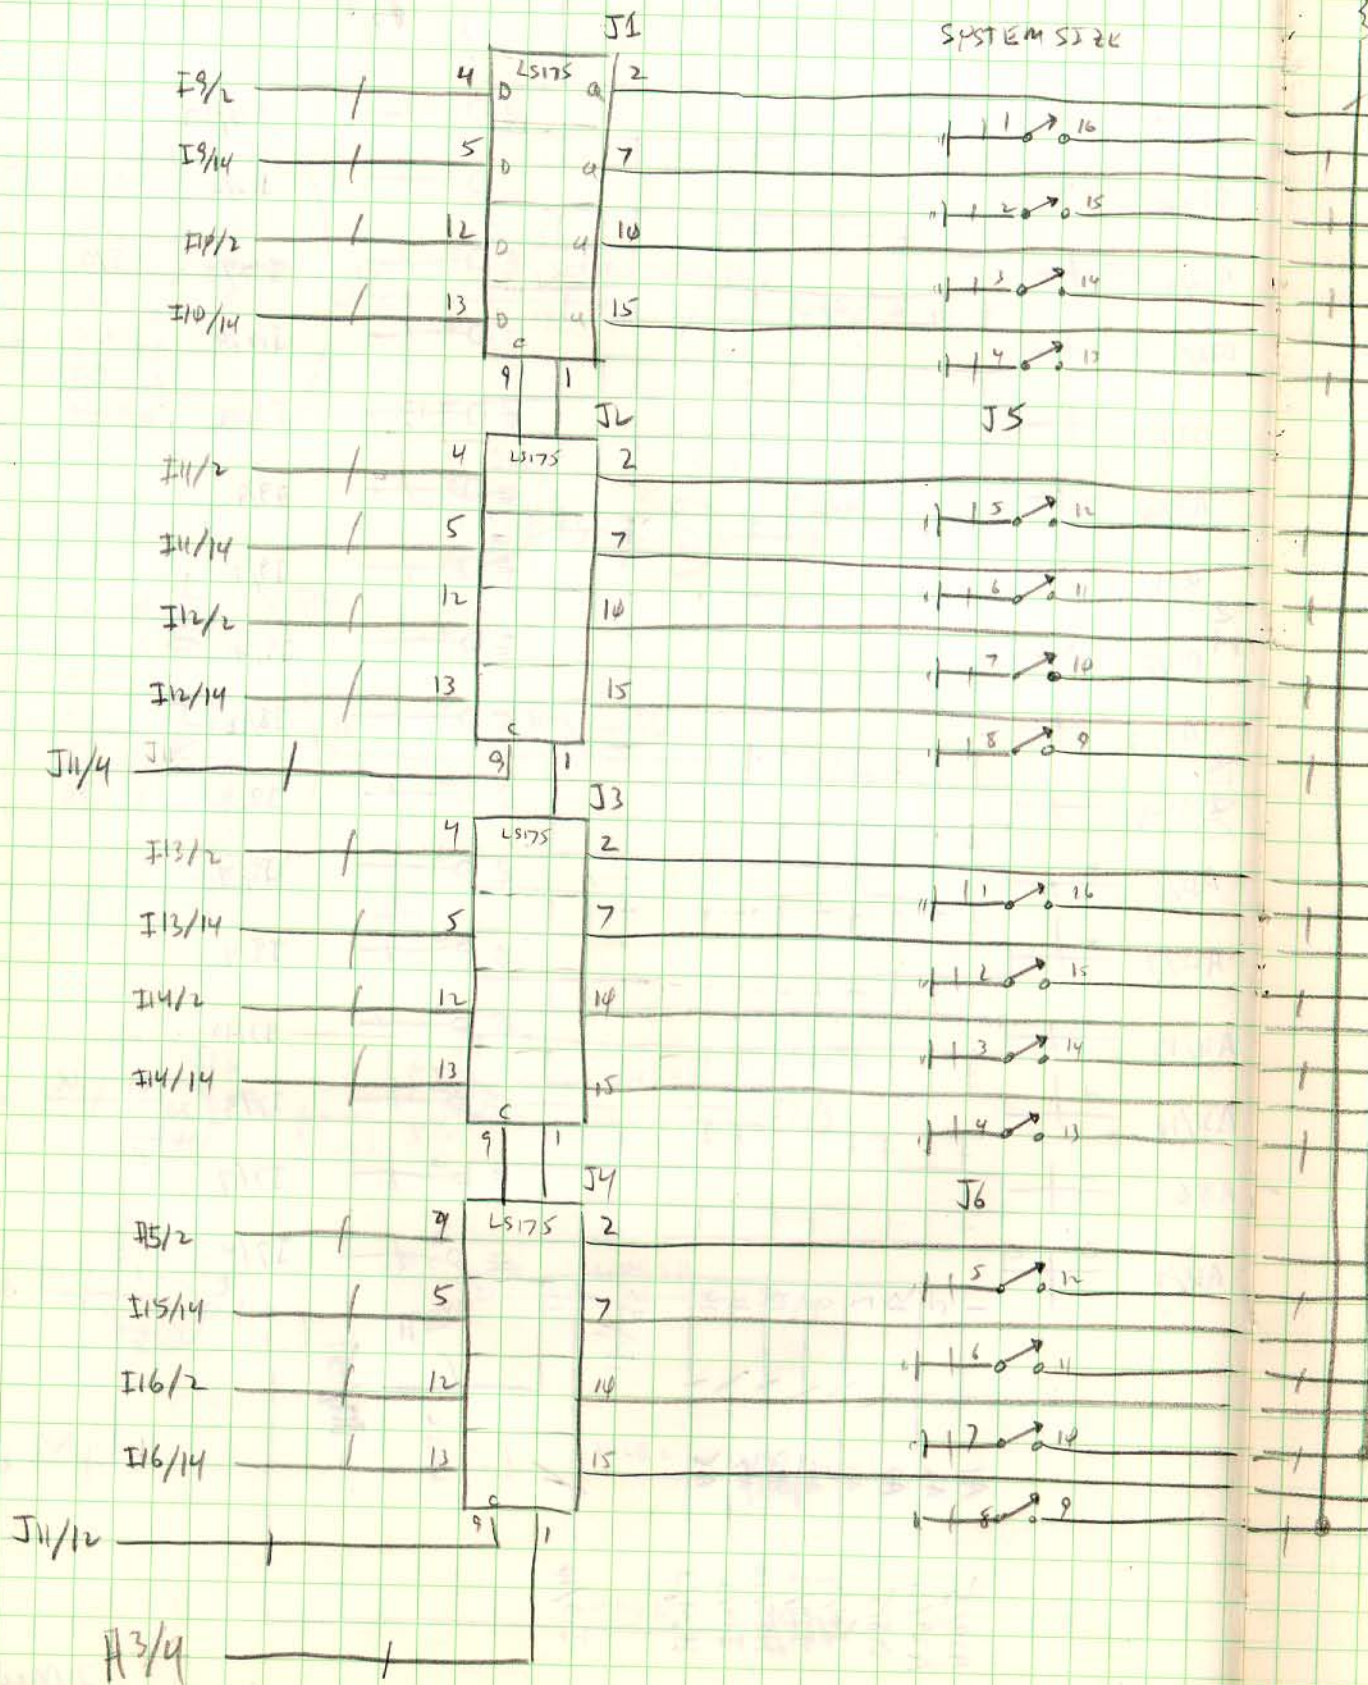 J1
SYSTEM SIZE
I9/2 4 LS175 D Q 2
1 16
I9/14 5 D Q 7
2 15
I10/2 12 D Q 10
3 14
I10/14 13 D Q 15
C
4 13
9 1
J2
J5
I11/2 4 LS175 2
5 12
I11/14 5 7
6 11
I12/2 12 10
7 10
I12/14 13 15
C
8 9
J11/4 9 1
J3
I13/2 4 LS175 2
1 16
I13/14 5 7
2 15
I14/2 12 10
3 14
I14/14 13 15
C
4 13
9 1
J4
J6
I15/2 4 LS175 2
5 12
I15/14 5 7
6 11
I16/2 12 10
7 10
I16/14 13 15
C
8 9
J11/12 9 1
A3/4